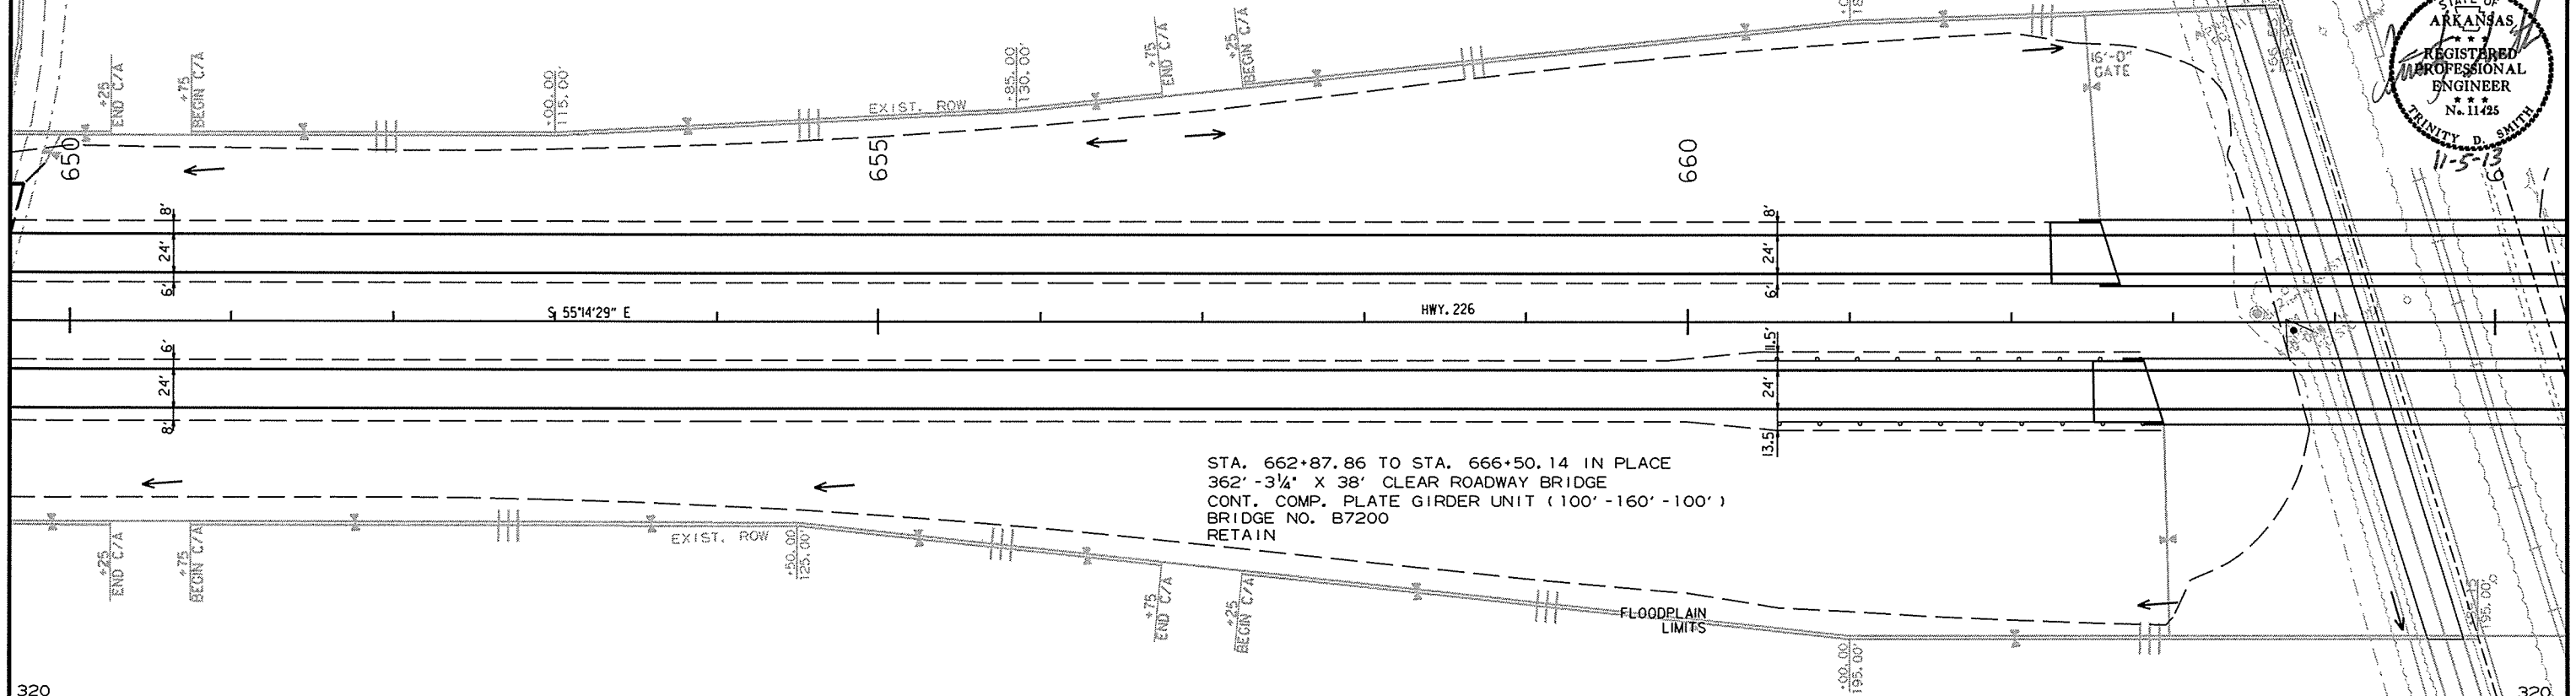 +25
END C/A
+75
BEGIN C/A
+00.00
115.00'
EXIST. ROW
+85.00
130.00'
+75
END C/A
+25
BEGIN C/A
16'-0"
GATE
STATE OF
ARKANSAS
REGISTERED
PROFESSIONAL
ENGINEER
No. 11425
TRINITY D. SMITH
11-5-13
650
655
660
8'
24'
6'
8'
24'
6'
S 55°14'29" E
HWY. 226
6'
24'
8'
11.5'
24'
13.5'
STA. 662+87.86 TO STA. 666+50.14 IN PLACE
362'-3¼" X 38' CLEAR ROADWAY BRIDGE
CONT. COMP. PLATE GIRDER UNIT (100'-160'-100')
BRIDGE NO. B7200
RETAIN
+25
END C/A
+75
BEGIN C/A
EXIST. ROW
+50.00
125.00'
+75
END C/A
+25
BEGIN C/A
FLOODPLAIN
LIMITS
+00.00
195.00'
195.00'
320
320